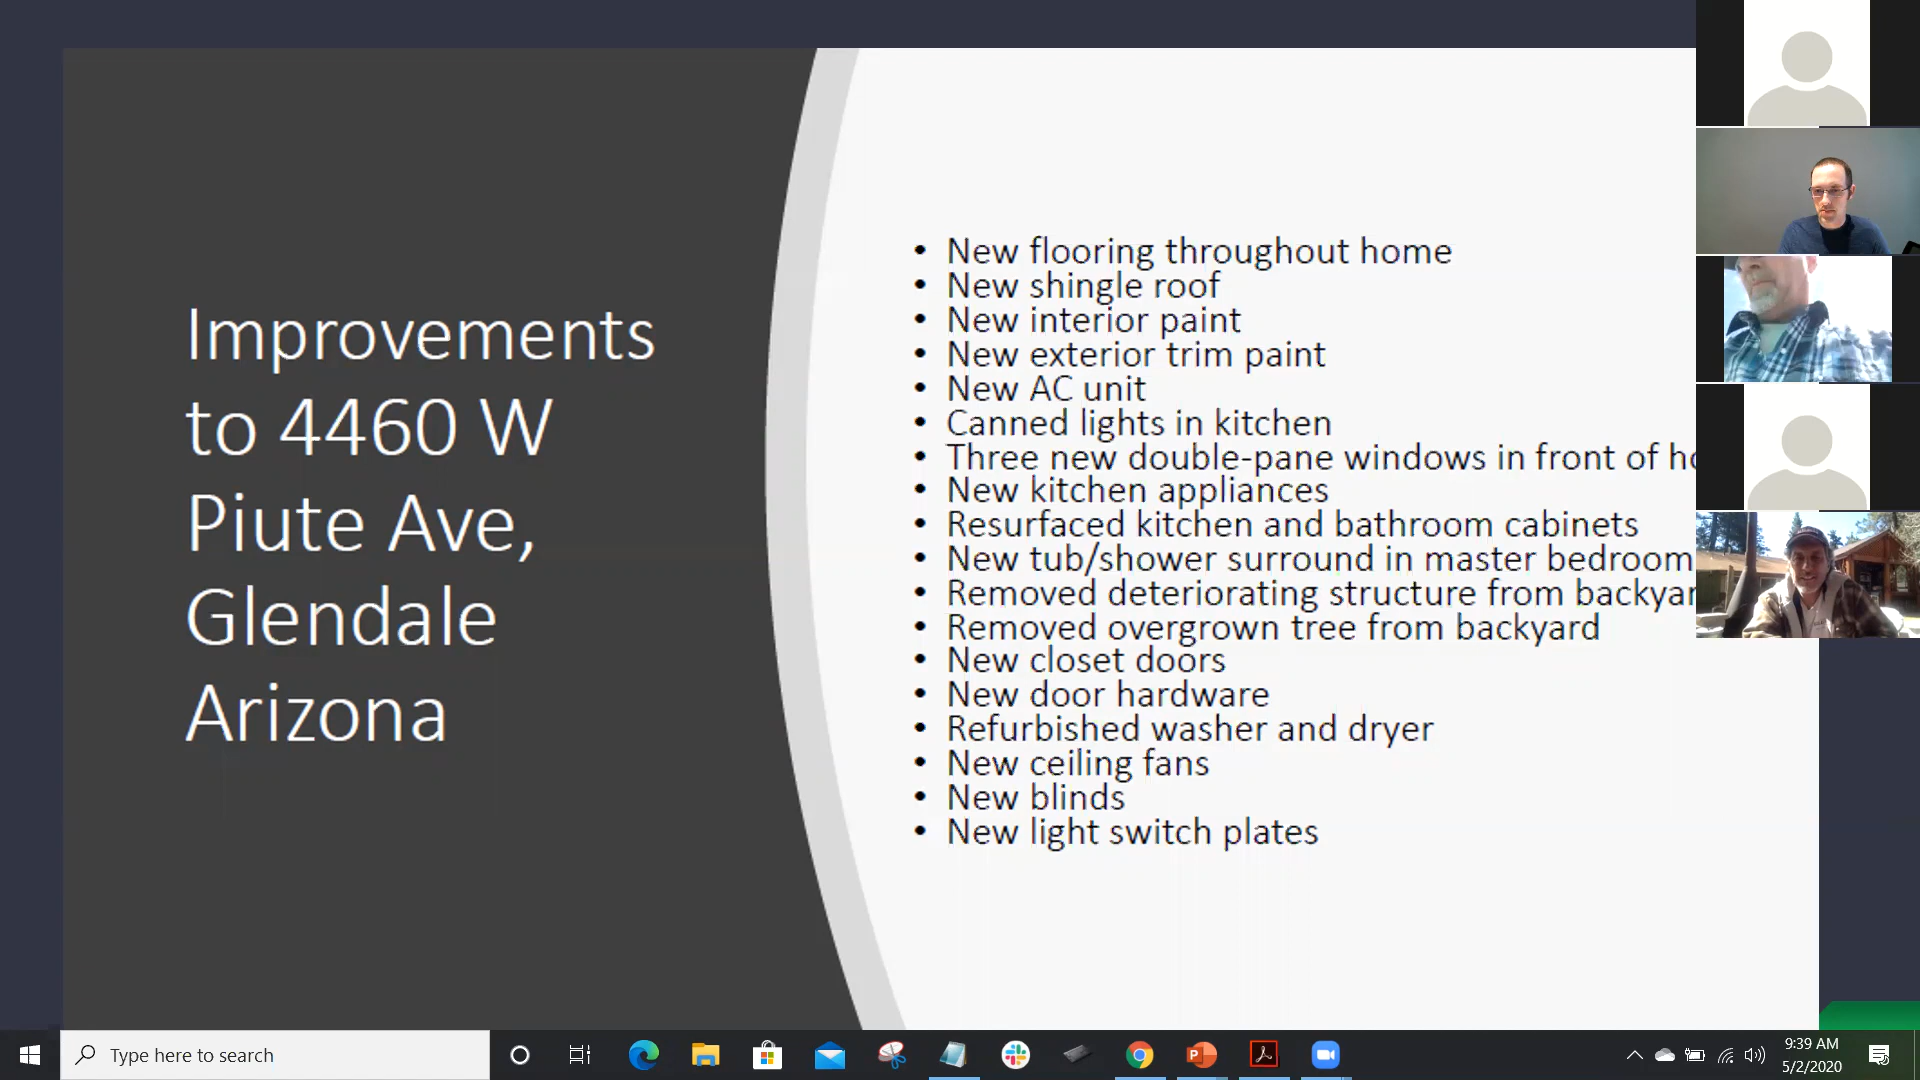 Improvements
to 4460 W
Piute Ave,
Glendale
Arizona
• New flooring throughout home
• New shingle roof
• New interior paint
• New exterior trim paint
• New AC unit
• Canned lights in kitchen
• Three new double-pane windows in front of
• New kitchen appliances
• Resurfaced kitchen and bathroom cabinets
• New tub/shower surround in master bedroom
• Removed deteriorating structure from
• Removed overgrown tree from backyard
• New closet doors
• New door hardware
• Refurbished washer and dryer
• New ceiling fans
• New blinds
• New light switch plates
Type here to search
9:39 AM
5/2/2020